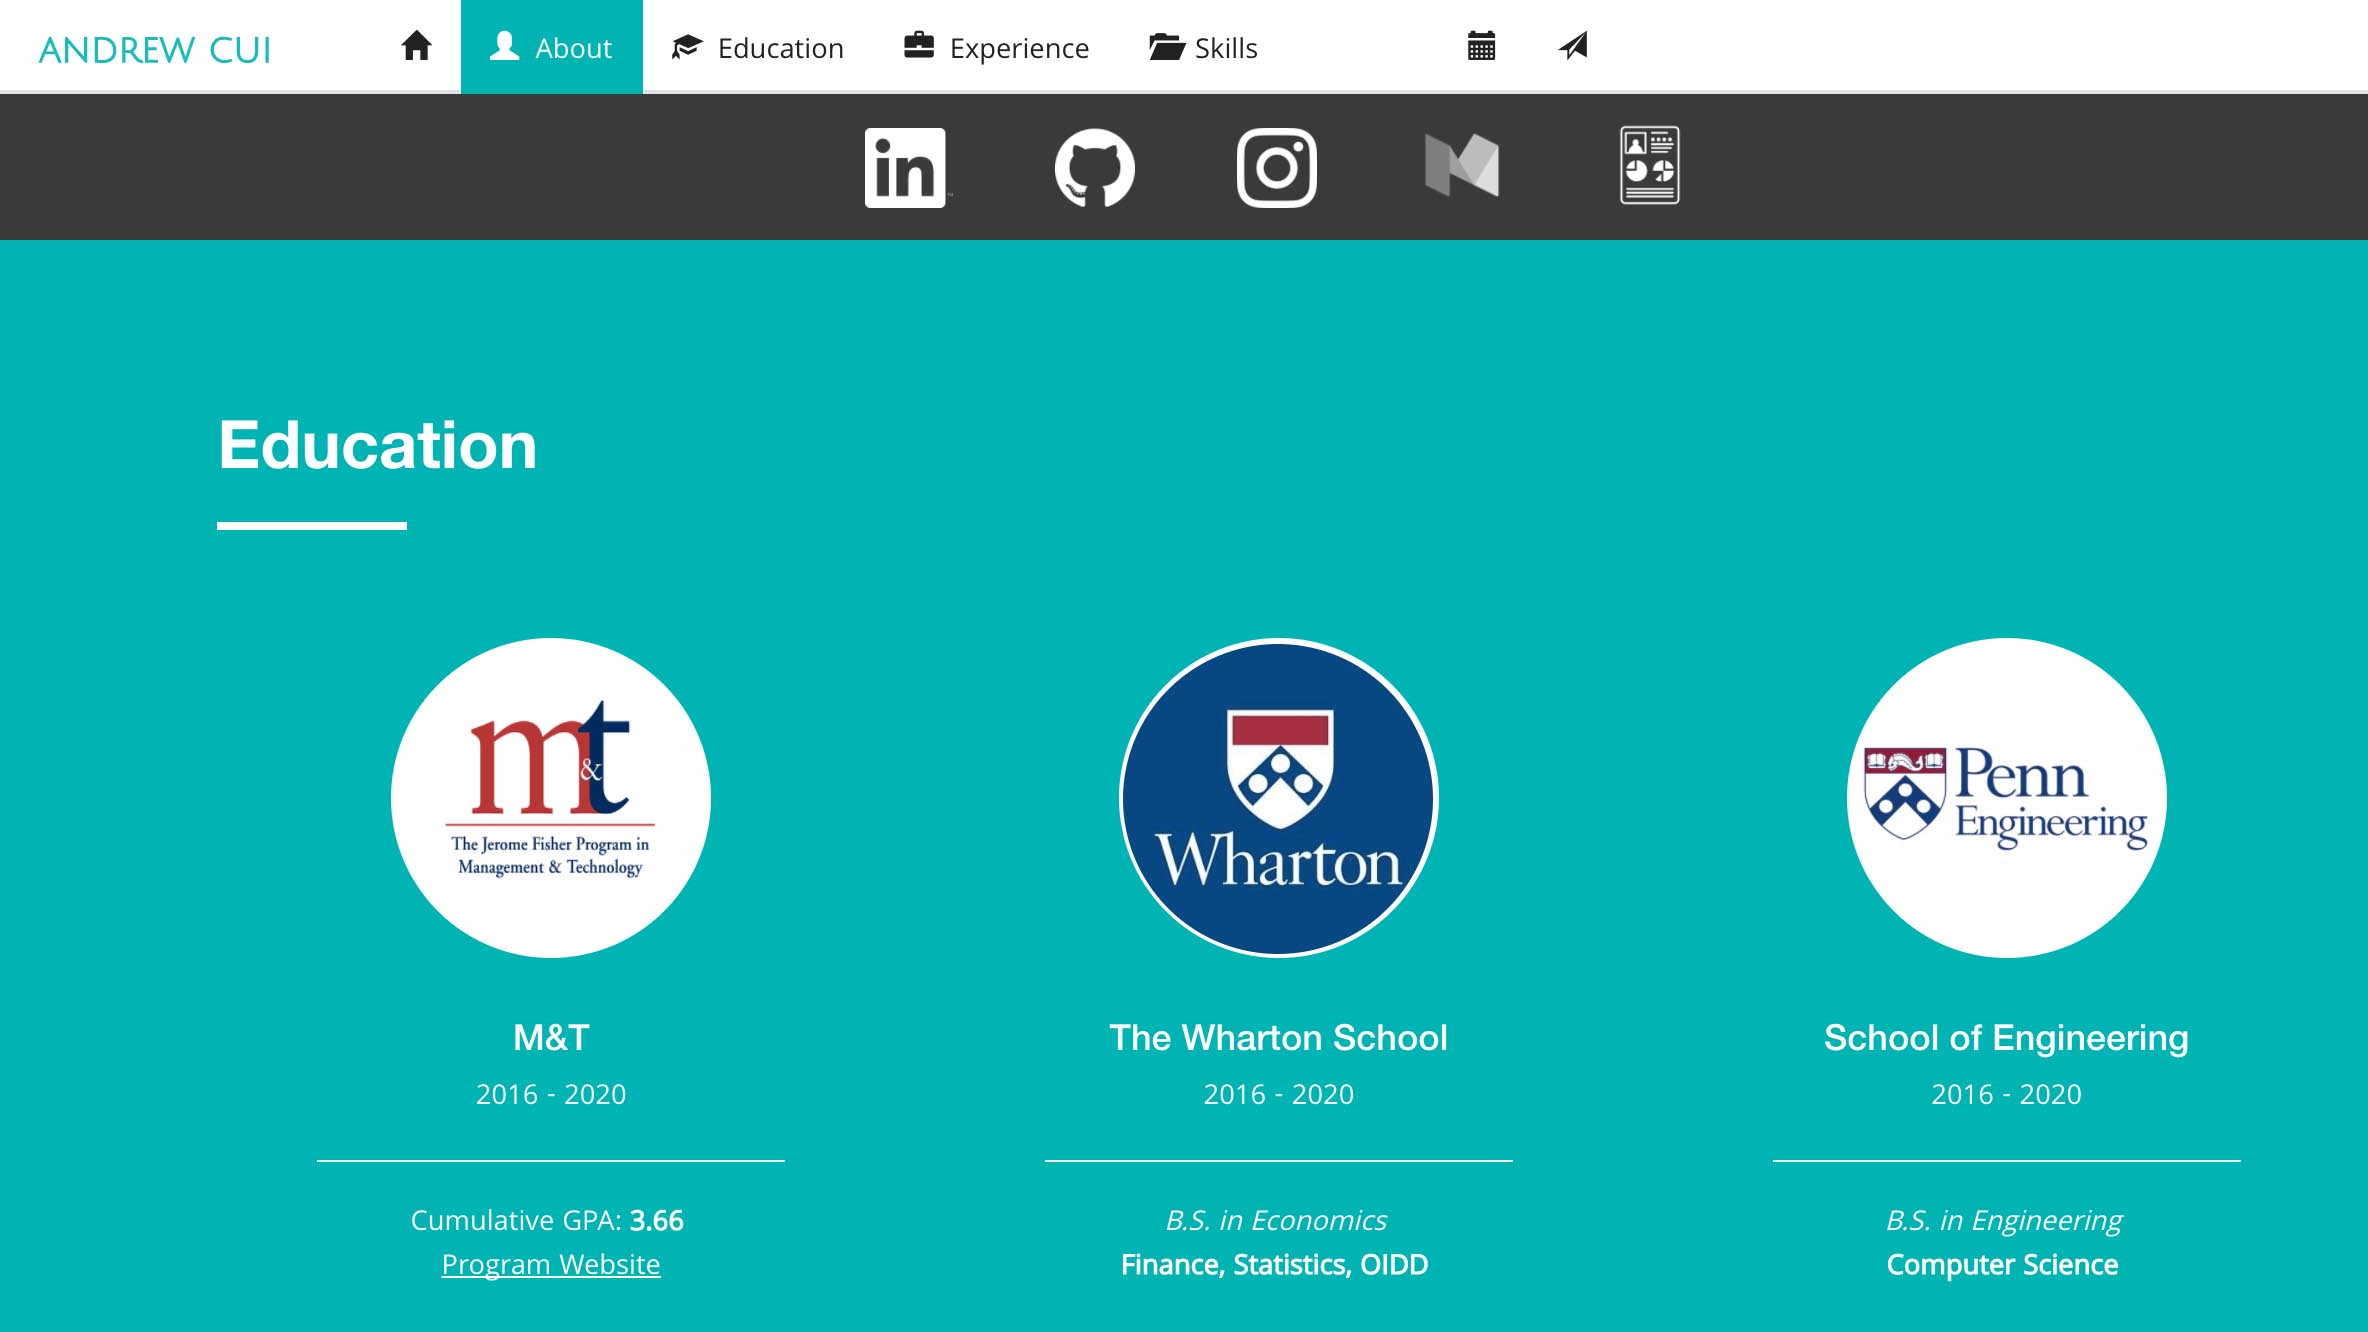 ANDREW CUI
About
Education
Experience
Skills
in
Education
m&t
The Jerome Fisher Program in
Management & Technology
Wharton
Penn
Engineering
M&T
The Wharton School
School of Engineering
2016 - 2020
2016 - 2020
2016 - 2020
Cumulative GPA: 3.66
Program Website
B.S. in Economics
Finance, Statistics, OIDD
B.S. in Engineering
Computer Science